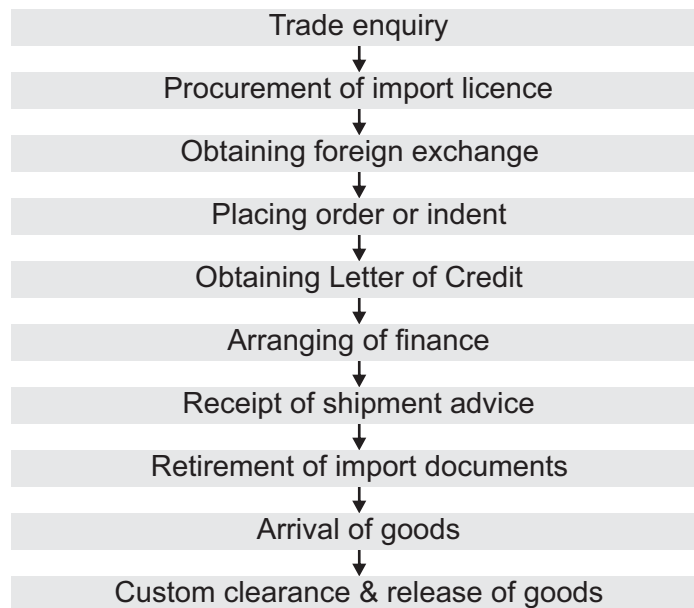 Trade enquiry
Procurement of import licence
Obtaining foreign exchange
Placing order or indent
Obtaining Letter of Credit
Arranging of finance
Receipt of shipment advice
Retirement of import documents
Arrival of goods
Custom clearance & release of goods